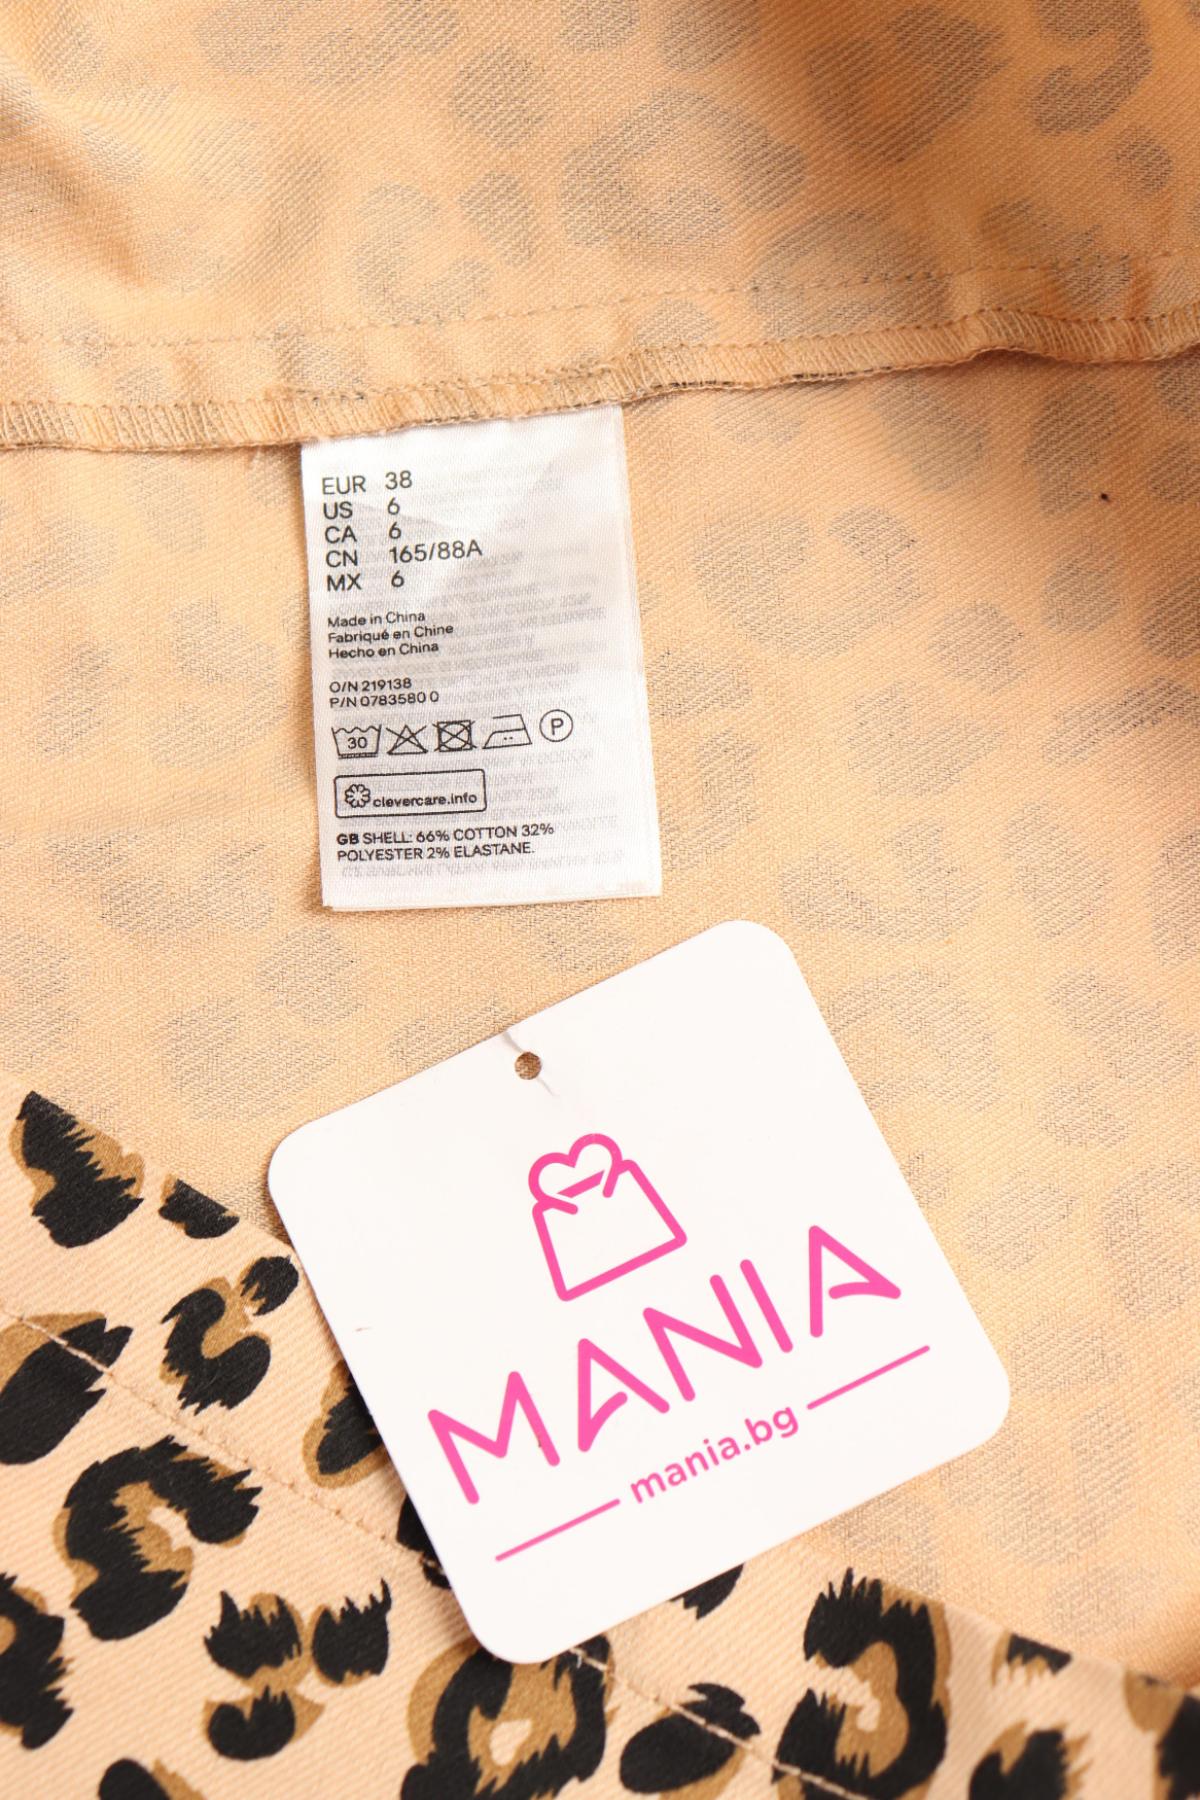 EUR 38
US 6
CA 6
CN 165/88A
MX 6
Made in China
Fabriqué en Chine
Hecho en China
O/N 219138
P/N 0783580 0
30 P
clevercare.info
GB SHELL: 66% COTTON 32%
POLYESTER 2% ELASTANE.
MANIA
mania.bg